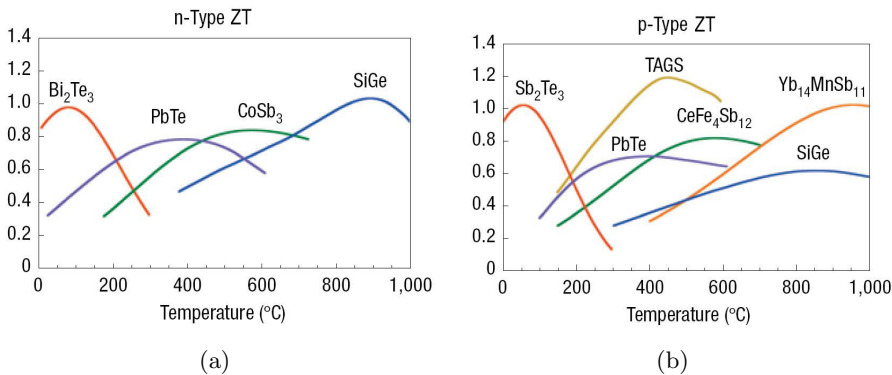 n-Type ZT
1.4
1.2
1.0
0.8
0.6
0.4
0.2
0
Bi₂Te₃
PbTe
CoSb₃
SiGe
0 200 400 600 800 1,000
Temperature (°C)
(a)
p-Type ZT
1.4
1.2
1.0
0.8
0.6
0.4
0.2
0
Sb₂Te₃
TAGS
PbTe
CeFe₄Sb₁₂
Yb₁₄MnSb₁₁
SiGe
0 200 400 600 800 1,000
Temperature (°C)
(b)